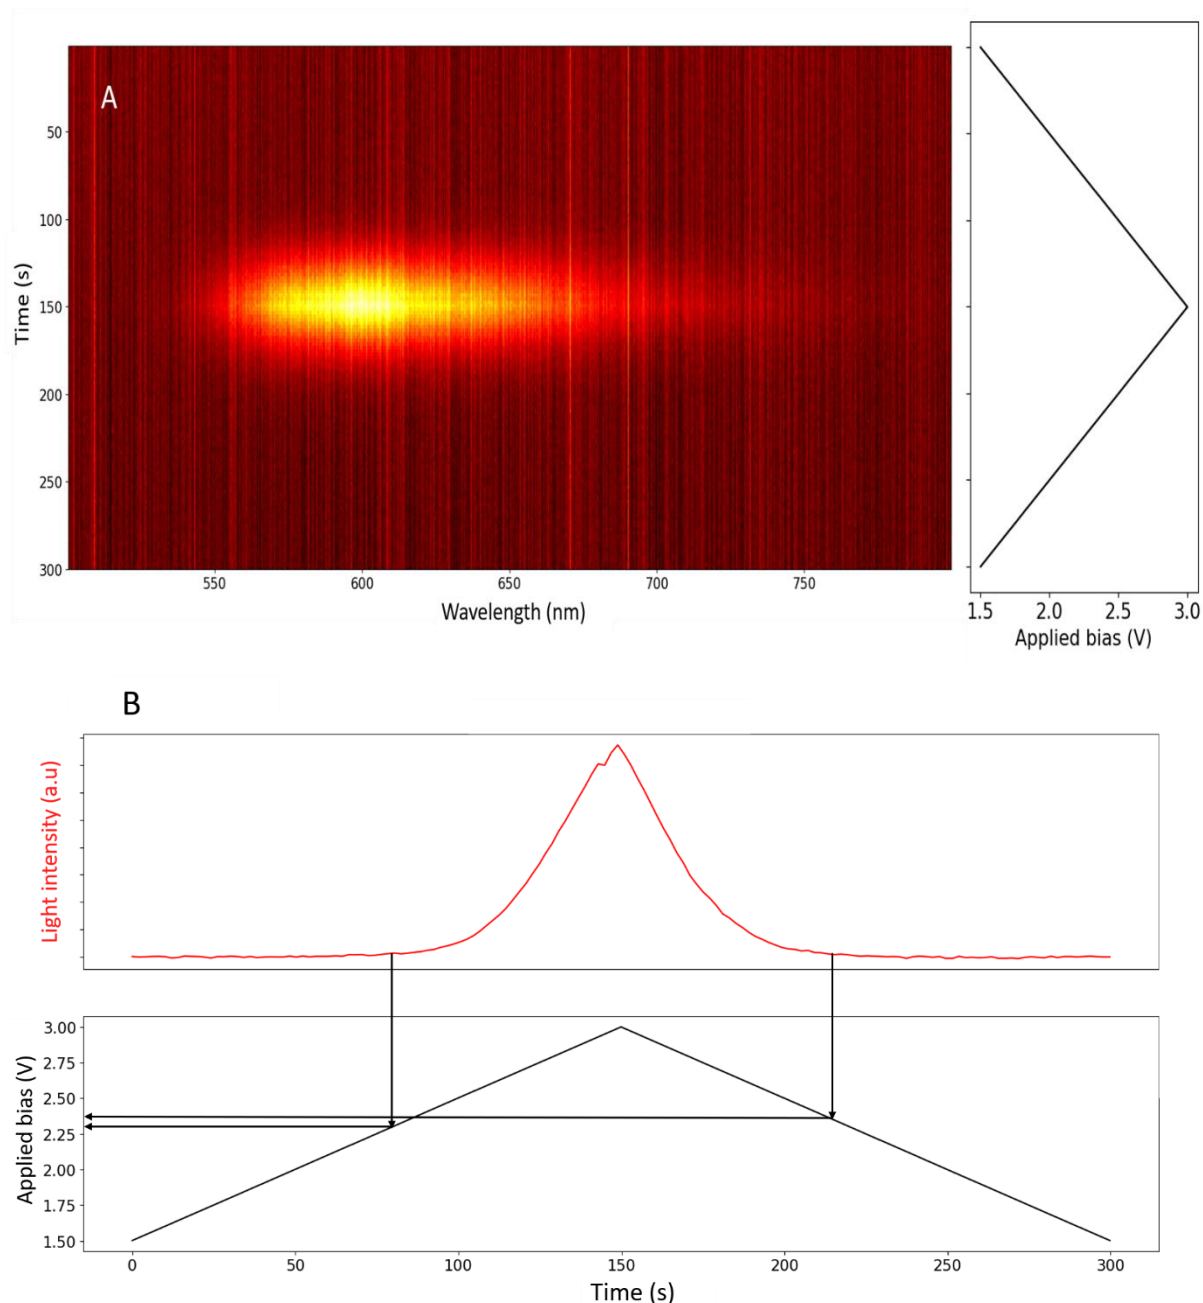 A
50
100
150
200
250
300
Time (s)
550
600
650
700
750
Wavelength (nm)
1.5 2.0 2.5 3.0
Applied bias (V)
B
Light intensity (a.u)
3.00
2.75
2.50
2.25
2.00
1.75
1.50
Applied bias (V)
0 50 100 150 200 250 300
Time (s)